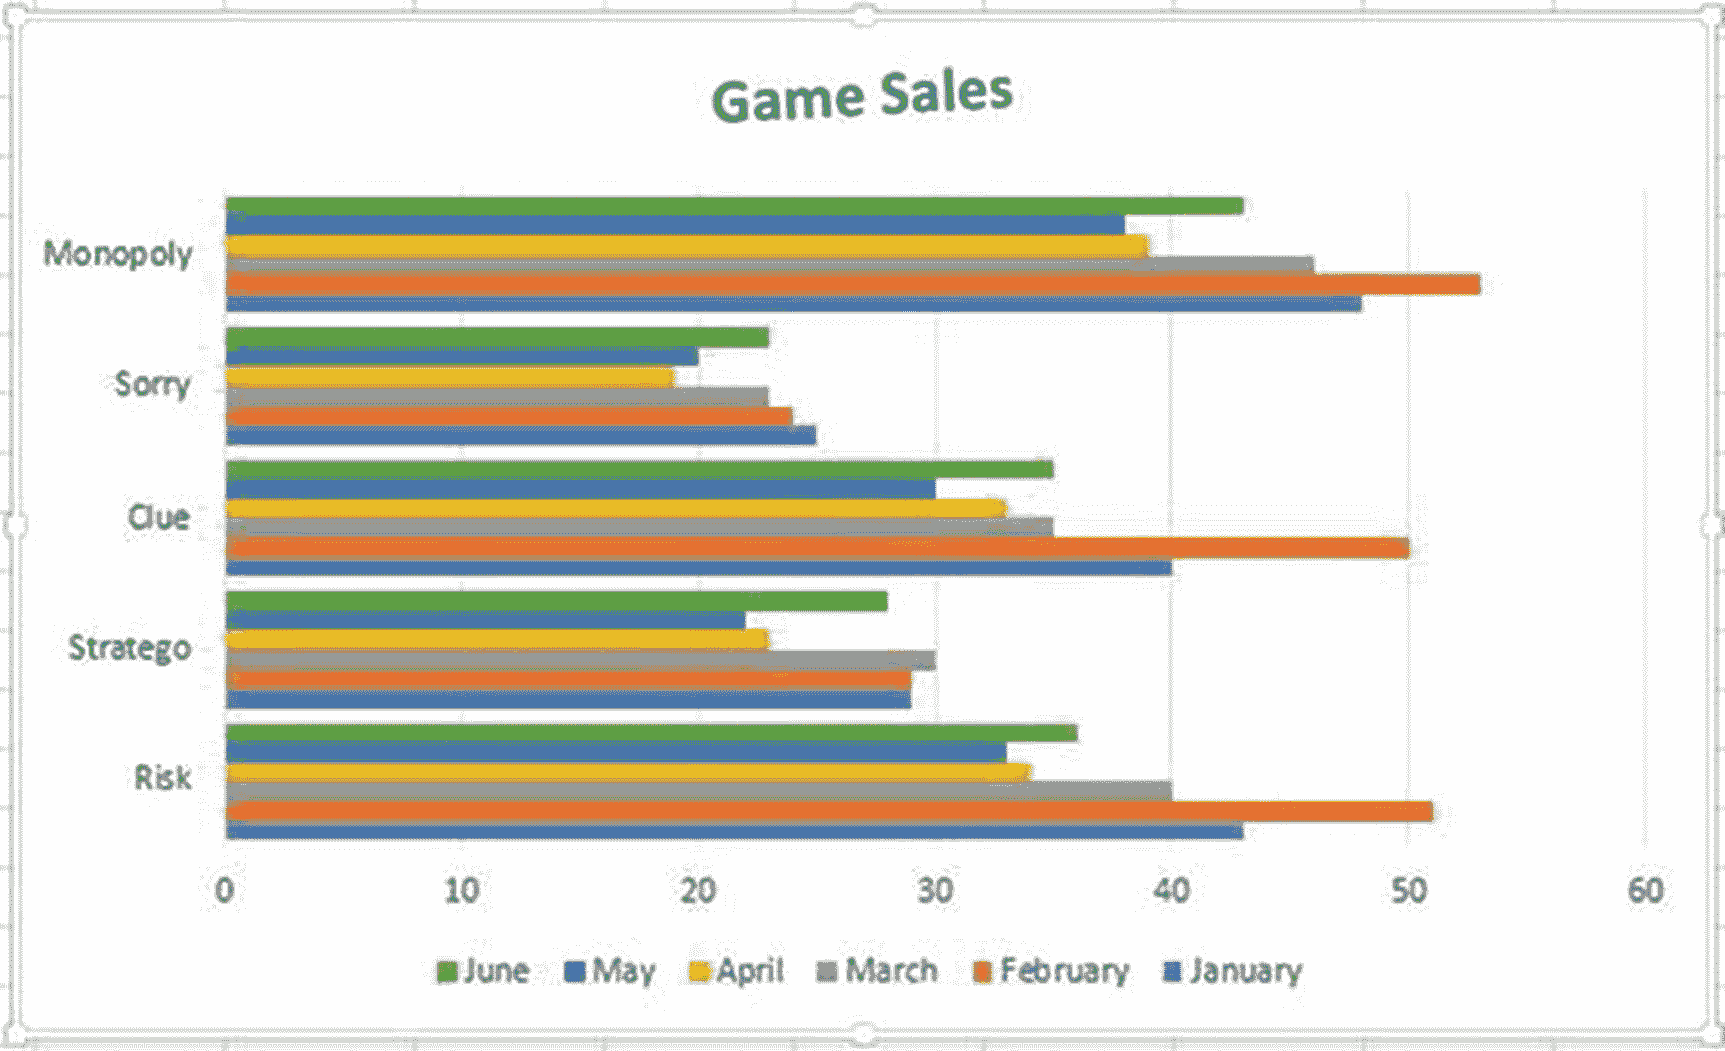 Game Sales
Monopoly
Sorry
Clue
Stratego
Risk
0 10 20 30 40 50 60
June May April March February January